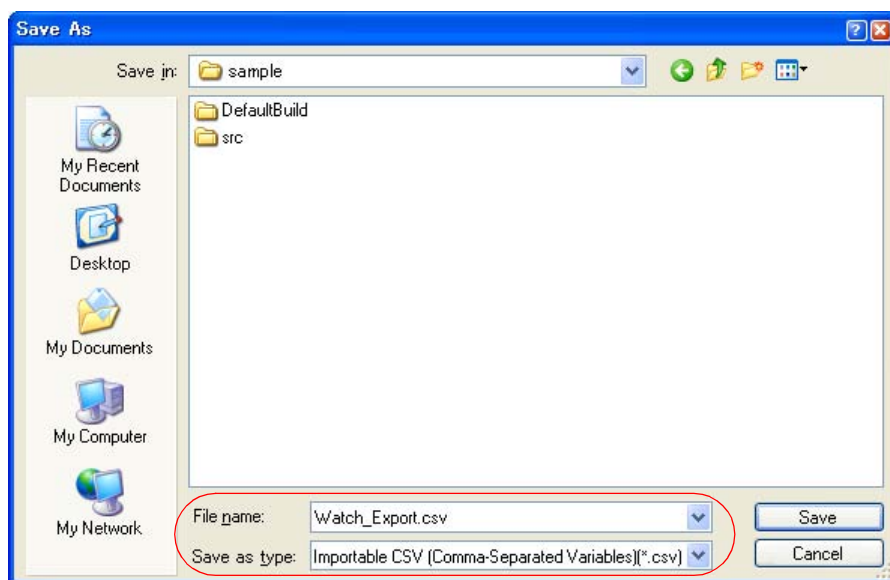 Save As
Save in:
sample
DefaultBuild
src
My Recent
Documents
Desktop
My Documents
My Computer
My Network
File name:
Watch_Export.csv
Save
Save as type:
Importable CSV (Comma-Separated Variables)(*.csv)
Cancel